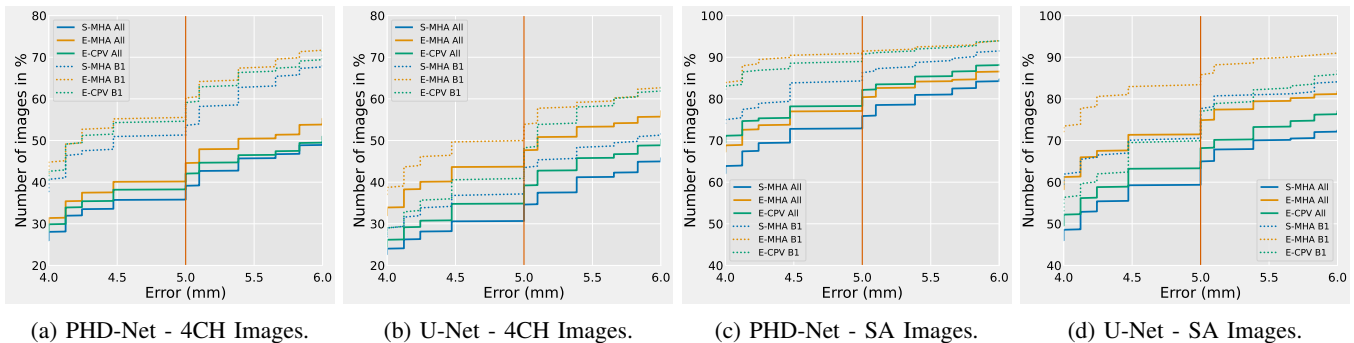 Number of images in %
80
70
60
50
40
30
20
4.0
4.5
5.0
5.5
6.0
Error (mm)
S-MHA All
E-MHA All
E-CPV All
S-MHA B1
E-MHA B1
E-CPV B1
(a) PHD-Net - 4CH Images.
Number of images in %
80
70
60
50
40
30
20
4.0
4.5
5.0
5.5
6.0
Error (mm)
S-MHA All
E-MHA All
E-CPV All
S-MHA B1
E-MHA B1
E-CPV B1
(b) U-Net - 4CH Images.
Number of images in %
100
90
80
70
60
50
40
4.0
4.5
5.0
5.5
6.0
Error (mm)
S-MHA All
E-MHA All
E-CPV All
S-MHA B1
E-MHA B1
E-CPV B1
(c) PHD-Net - SA Images.
Number of images in %
100
90
80
70
60
50
40
4.0
4.5
5.0
5.5
6.0
Error (mm)
S-MHA All
E-MHA All
E-CPV All
S-MHA B1
E-MHA B1
E-CPV B1
(d) U-Net - SA Images.